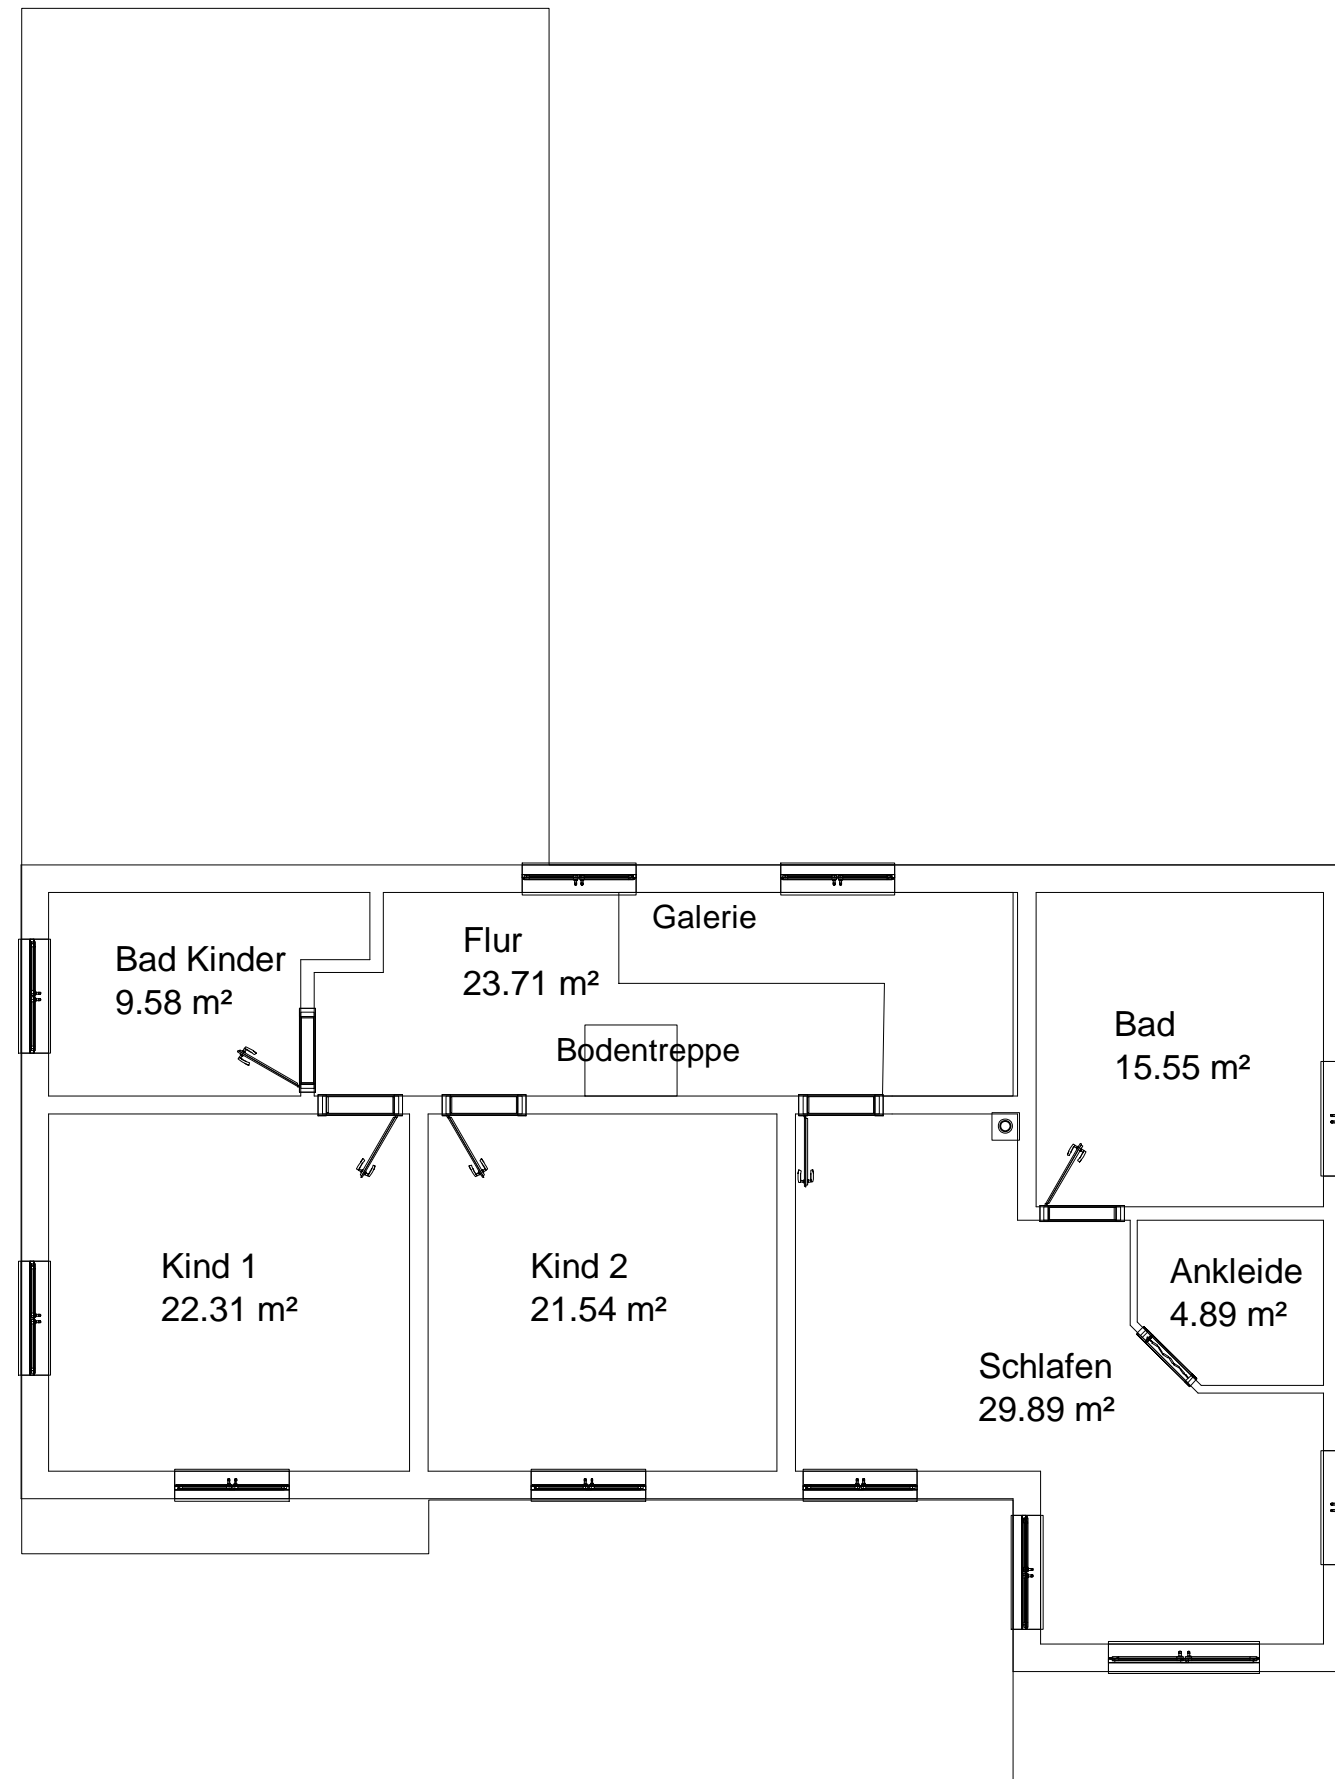 Galerie
Flur
23.71 m²
Bad Kinder
9.58 m²
Bodentreppe
Bad
15.55 m²
Kind 1
22.31 m²
Kind 2
21.54 m²
Ankleide
4.89 m²
Schlafen
29.89 m²